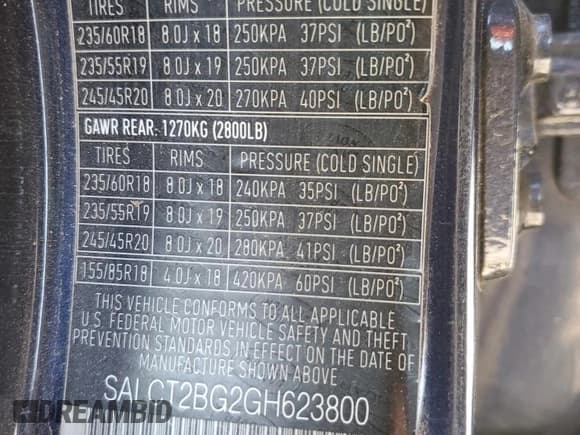 TIRES RIMS PRESSURE (COLD SINGLE)
235/60R18 8.0J x 18 250KPA 37PSI (LB/PO²)
235/55R19 8.0J x 19 250KPA 37PSI (LB/PO²)
245/45R20 8.0J x 20 270KPA 40PSI (LB/PO²)
GAWR REAR: 1270KG (2800LB)
TIRES RIMS PRESSURE (COLD SINGLE)
235/60R18 8.0J x 18 240KPA 35PSI (LB/PO²)
235/55R19 8.0J x 19 250KPA 37PSI (LB/PO²)
245/45R20 8.0J x 20 280KPA 41PSI (LB/PO²)
155/85R18 4.0J x 18 420KPA 60PSI (LB/PO²)
THIS VEHICLE CONFORMS TO ALL APPLICABLE
U.S. FEDERAL MOTOR VEHICLE SAFETY AND THEFT
PREVENTION STANDARDS IN EFFECT ON THE DATE OF
MANUFACTURE SHOWN ABOVE
SALCT2BG2GH623800
DREAMBID